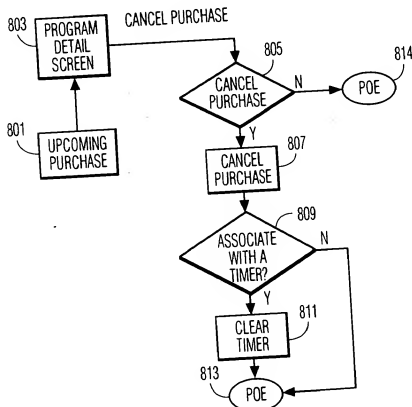 803
PROGRAM
DETAIL
SCREEN
CANCEL PURCHASE
801
UPCOMING
PURCHASE
805
CANCEL
PURCHASE
N
814
POE
Y
807
CANCEL
PURCHASE
809
ASSOCIATE
WITH A
TIMER?
N
Y
811
CLEAR
TIMER
813
POE